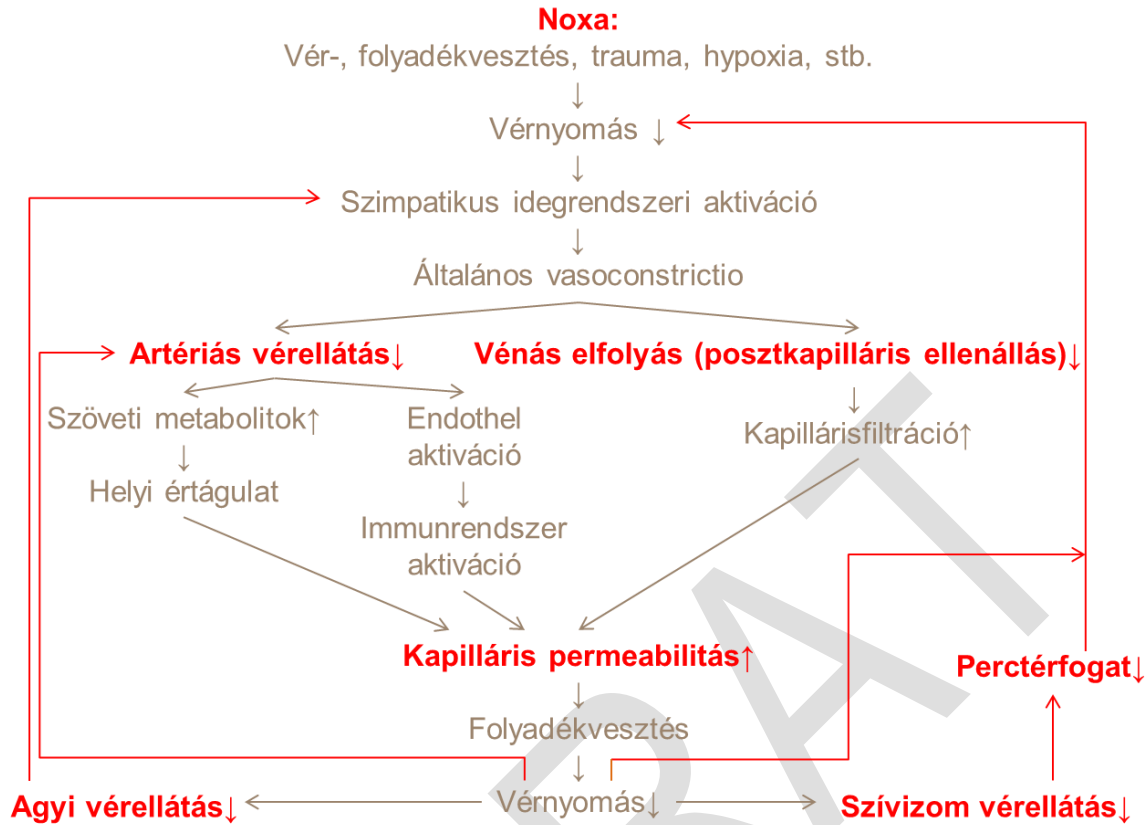 Noxa:
Vér-, folyadékvesztés, trauma, hypoxia, stb.
↓
Vérnyomás ↓
↓
Szimpatikus idegrendszeri aktiváció
↓
Általános vasoconstrictio
Artériás vérellátás↓
Vénás elfolyás (posztkapilláris ellenállás)↓
Szöveti metabolitok↑
Endothel
aktiváció
↓
Kapillárisfiltráció↑
↓
Helyi értágulat
↓
Immunrendszer
aktiváció
Kapilláris permeabilitás↑
Perctérfogat↓
↓
Folyadékvesztés
↓
Agyi vérellátás↓
Vérnyomás↓
Szívizom vérellátás↓
RAT